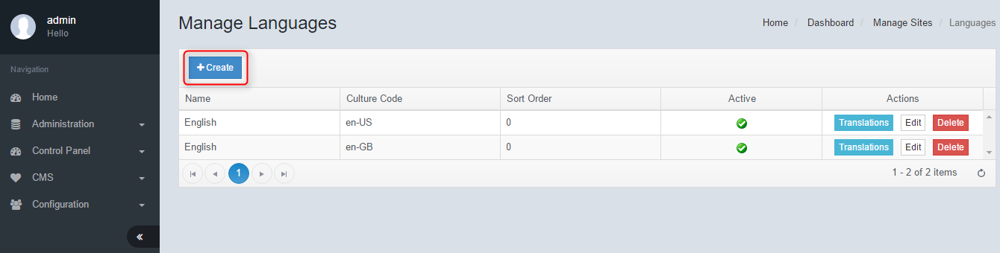 admin
Hello
Navigation
Home
Administration
Control Panel
CMS
Configuration
Manage Languages
Home / Dashboard / Manage Sites / Languages
+ Create
Name Culture Code Sort Order Active Actions
English en-US 0 Translations Edit Delete
English en-GB 0 Translations Edit Delete
1 1 - 2 of 2 items